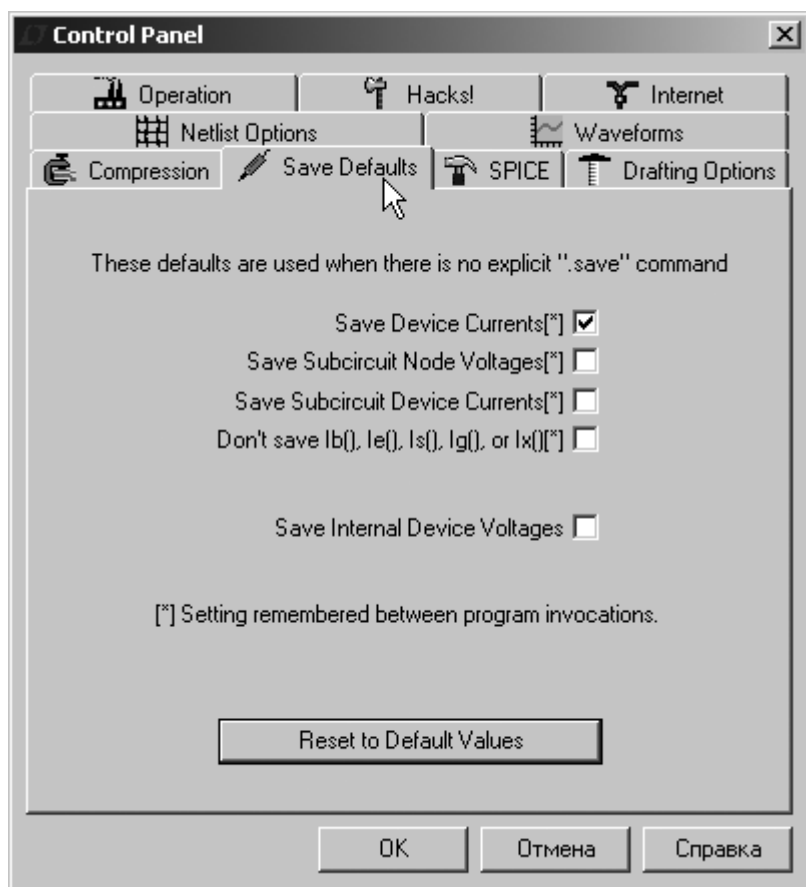 Control Panel
Operation
Hacks!
Internet
Netlist Options
Waveforms
Compression
Save Defaults
SPICE
Drafting Options
These defaults are used when there is no explicit ".save" command
Save Device Currents[*]
Save Subcircuit Node Voltages[*]
Save Subcircuit Device Currents[*]
Don't save Ib(), Ie(), Is(), Ig(), or Ix()[*]
Save Internal Device Voltages
[*] Setting remembered between program invocations.
Reset to Default Values
OK
Отмена
Справка